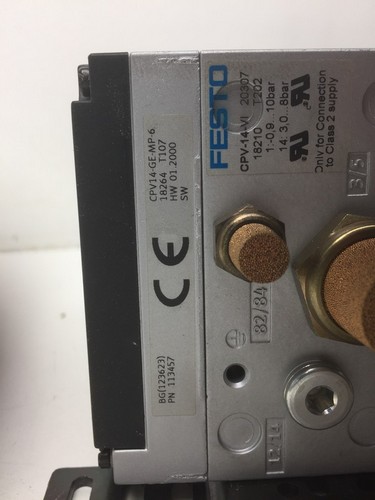 CPV14-GE-MP-6
18264 T107
HW 01.2000
SW
CE
BG(123623)
PN 113457
FESTO
CPV-14-VI 20307
18210 T202
1:-0,9...10bar
14: 3,0...8bar
Only for Connection
to Class 2 supply
82/84
3/5
12/14